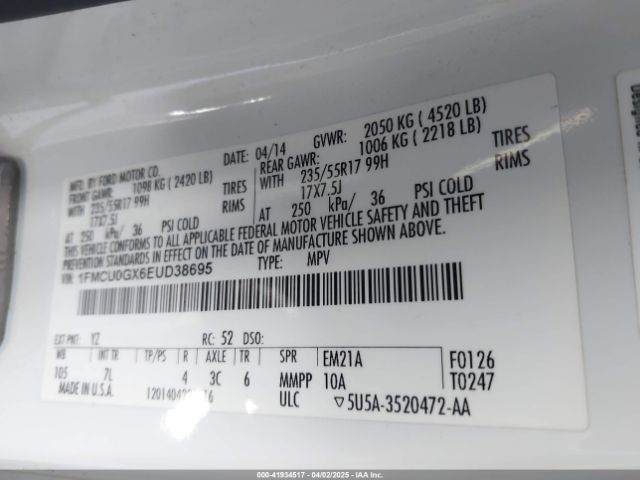 MFD. BY FORD MOTOR CO.
DATE: 04/14
GVWR: 2050 KG ( 4520 LB)
FRONT GAWR: 1098 KG ( 2420 LB)
REAR GAWR: 1006 KG ( 2218 LB)
WITH 235/55R17 99H TIRES
WITH 235/55R17 99H TIRES
17X7.5J RIMS
17X7.5J RIMS
AT 250 kPa/ 36 PSI COLD
AT 250 kPa/ 36 PSI COLD
THIS VEHICLE CONFORMS TO ALL APPLICABLE FEDERAL MOTOR VEHICLE SAFETY AND THEFT
PREVENTION STANDARDS IN EFFECT ON THE DATE OF MANUFACTURE SHOWN ABOVE.
VIN: 1FMCU0GX6EUD38695
TYPE: MPV
EXT PNT: YZ RC: 52 DSO:
WB INT TR TP/PS R AXLE TR SPR EM21A F0126
105 7L 4 3C 6 MMPP 10A T0247
MADE IN U.S.A. ULC ▽5U5A-3520472-AA
000-41934517 04/02/2025 IAAI.COM